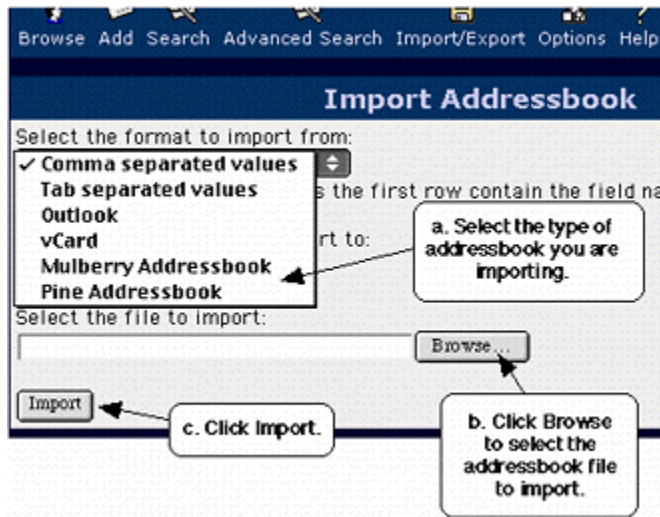 Browse Add Search Advanced Search Import/Export Options Help
Import Addressbook
Select the format to import from:
✓ Comma separated values
Tab separated values
Outlook
vCard
Mulberry Addressbook
Pine Addressbook
s the first row contain the field
rt to:
a. Select the type of
addressbook you are
importing.
Select the file to import:
Browse...
Import
c. Click Import.
b. Click Browse
to select the
addressbook file
to import.